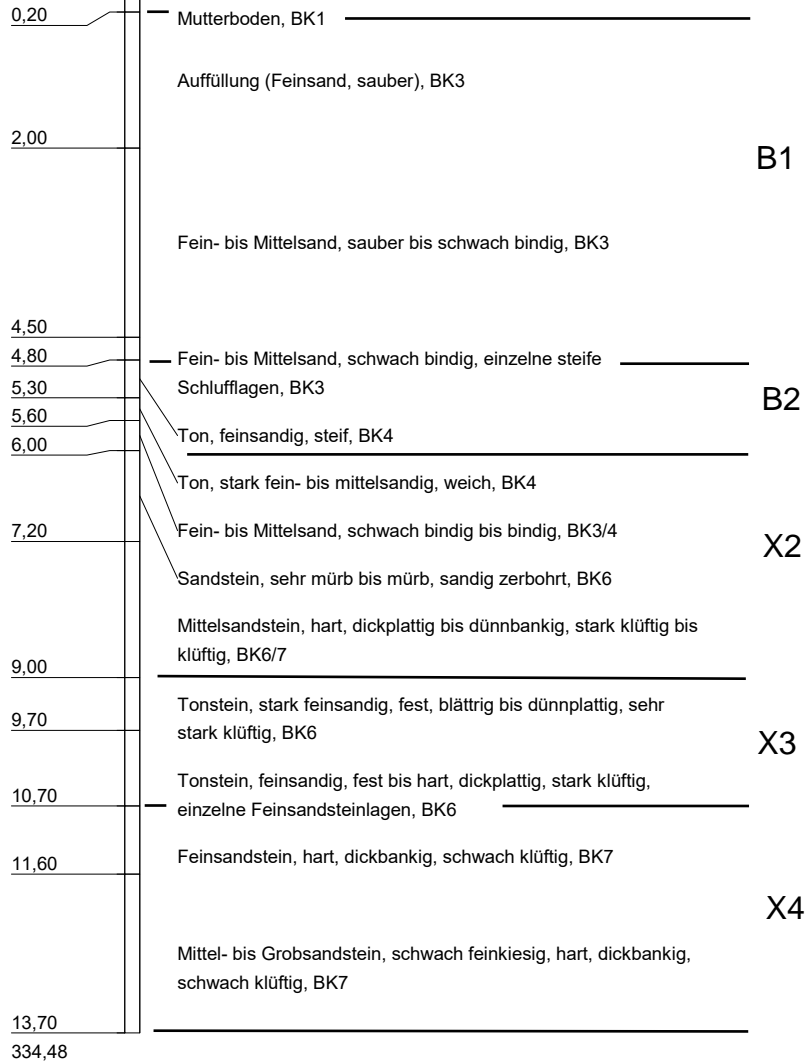 0,20
Mutterboden, BK1
Auffüllung (Feinsand, sauber), BK3
2,00
B1
Fein- bis Mittelsand, sauber bis schwach bindig, BK3
4,50
4,80
Fein- bis Mittelsand, schwach bindig, einzelne steife
Schlufflagen, BK3
5,30
B2
5,60
Ton, feinsandig, steif, BK4
6,00
Ton, stark fein- bis mittelsandig, weich, BK4
7,20
Fein- bis Mittelsand, schwach bindig bis bindig, BK3/4
X2
Sandstein, sehr mürb bis mürb, sandig zerbohrt, BK6
Mittelsandstein, hart, dickplattig bis dünnbankig, stark klüftig bis
klüftig, BK6/7
9,00
Tonstein, stark feinsandig, fest, blättrig bis dünnplattig, sehr
stark klüftig, BK6
9,70
X3
Tonstein, feinsandig, fest bis hart, dickplattig, stark klüftig,
einzelne Feinsandsteinlagen, BK6
10,70
Feinsandstein, hart, dickbankig, schwach klüftig, BK7
11,60
X4
Mittel- bis Grobsandstein, schwach feinkiesig, hart, dickbankig,
schwach klüftig, BK7
13,70
334,48